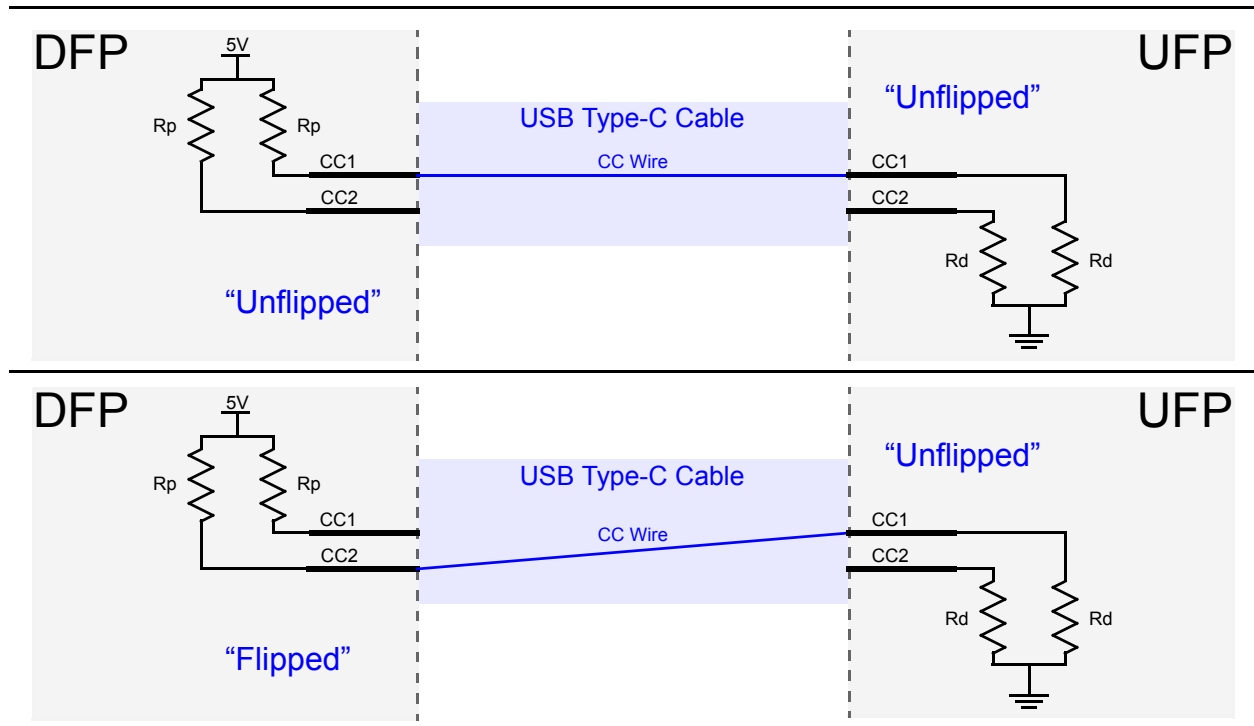 DFP
UFP
5V
“Unflipped”
Rp
Rp
USB Type-C Cable
CC1
CC Wire
CC1
CC2
CC2
Rd
Rd
“Unflipped”
DFP
UFP
5V
“Unflipped”
Rp
Rp
USB Type-C Cable
CC1
CC Wire
CC1
CC2
CC2
Rd
Rd
“Flipped”